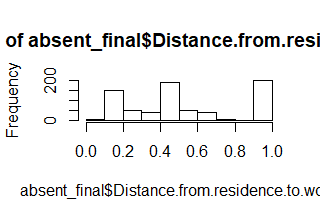 of absent_final$Distance.from.resi
Frequency
200
0
0.0 0.2 0.4 0.6 0.8 1.0
absent_final$Distance.from.residence.to.wo